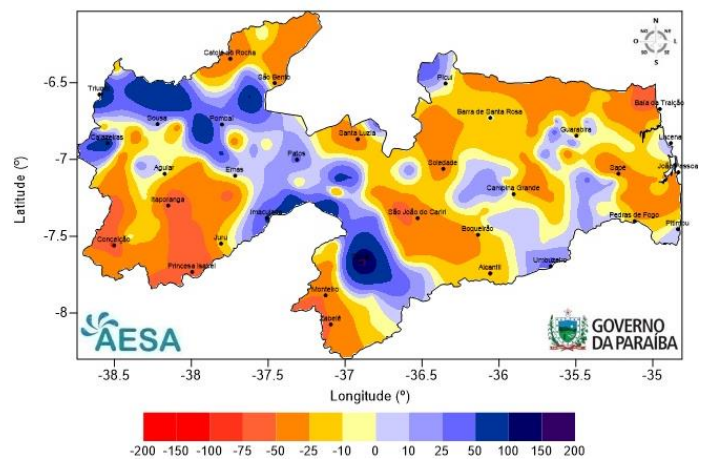 N
O
L
S
-6.5
-7
-7.5
-8
Latitude (º)
Catolé do Rocha
São Bento
Picuí
Triunfo
Baía da Traição
Barra de Santa Rosa
Sousa
Pombal
Santa Luzia
Guarabira
Lucena
Cajazeiras
Patos
João Pessoa
Aguiar
Emas
Soledade
Sapé
Campina Grande
Itaporanga
Imaculada
São João do Cariri
Pedras de Fogo
Pitimbu
Boqueirão
Conceição
Juru
Princesa Isabel
Alcantil
Umbuzeiro
Monteiro
Zabelê
AESA
GOVERNO
DA PARAÍBA
-38.5 -38 -37.5 -37 -36.5 -36 -35.5 -35
Longitude (º)
-200 -150 -100 -75 -50 -25 -10 0 10 25 50 100 150 200